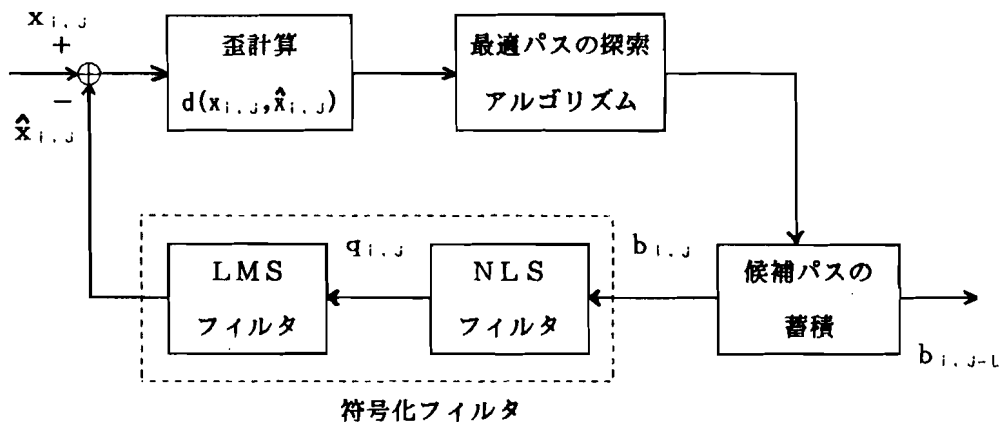 x i,j
+
−
x̂ i,j
歪計算
d(x i,j, x̂ i,j)
最適パスの探索
アルゴリズム
q i,j
b i,j
LMS
フィルタ
NLS
フィルタ
候補パスの
蓄積
b i,j-L
符号化フィルタ